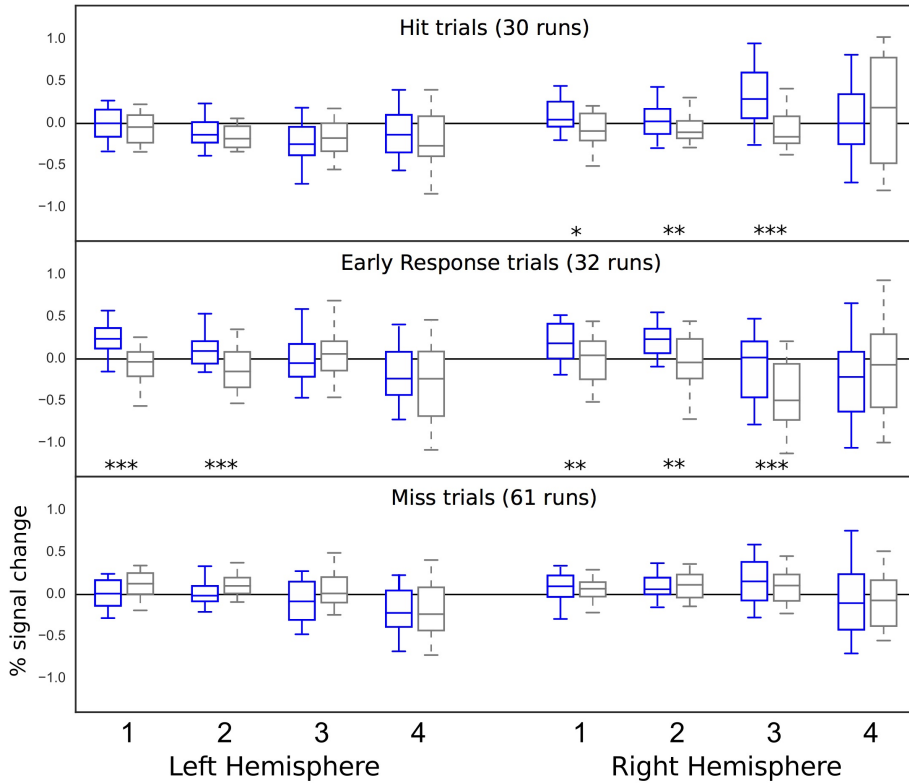 Hit trials (30 runs)
1.0
0.5
0.0
−0.5
−1.0
* ** ***
Early Response trials (32 runs)
1.0
0.5
0.0
−0.5
−1.0
*** *** ** ** ***
Miss trials (61 runs)
1.0
0.5
0.0
−0.5
−1.0
% signal change
1 2 3 4 1 2 3 4
Left Hemisphere Right Hemisphere